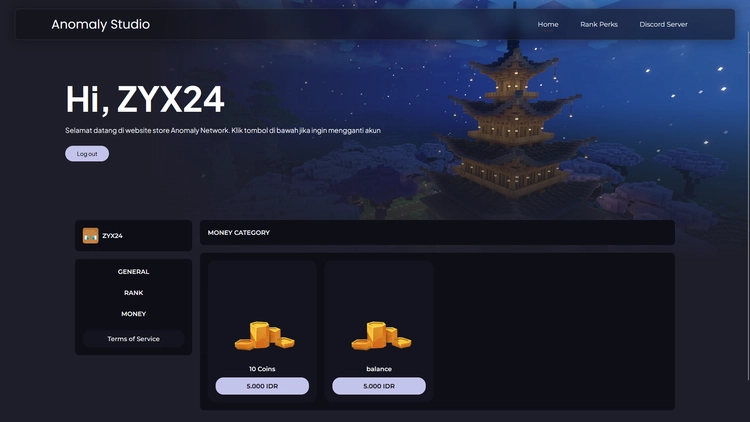 Anomaly Studio
Home
Rank Perks
Discord Server
Hi, ZYX24
Selamat datang di website store Anomaly Network. Klik tombol di bawah jika ingin mengganti akun
Log out
ZYX24
GENERAL
RANK
MONEY
Terms of Service
MONEY CATEGORY
10 Coins
5.000 IDR
balance
5.000 IDR